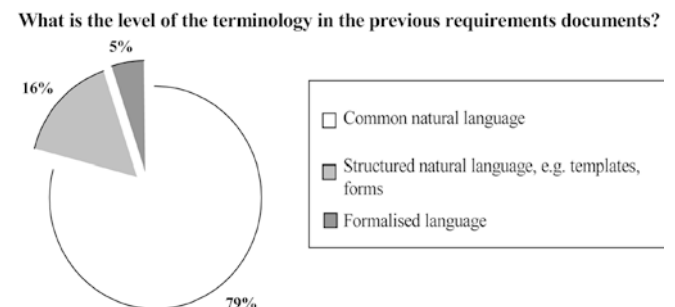 What is the level of the terminology in the previous requirements documents?
5%
16%
Common natural language
Structured natural language, e.g. templates,
forms
Formalised language
79%